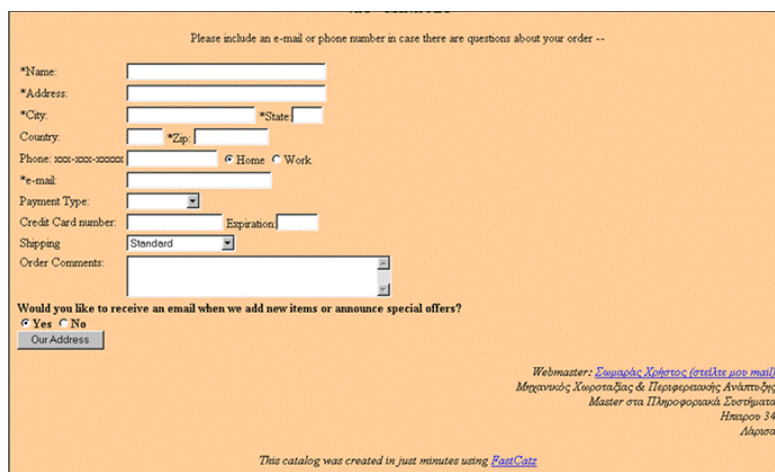 Please include an e-mail or phone number in case there are questions about your order --
*Name:
*Address:
*City: *State:
Country: *Zip:
Phone: xxx-xxx-xxxxx Home Work
*e-mail:
Payment Type:
Credit Card number: Expiration:
Shipping Standard
Order Comments:
Would you like to receive an email when we add new items or announce special offers?
Yes No
Our Address
Webmaster: Σωμαράς Χρήστος (στείλτε μου mail)
Μηχανικός Χωροταξίας & Περιφερειακής Ανάπτυξης
Master στα Πληροφοριακά Συστήματα
Ηπειρου 34
Λάρισα
This catalog was created in just minutes using FastCatz